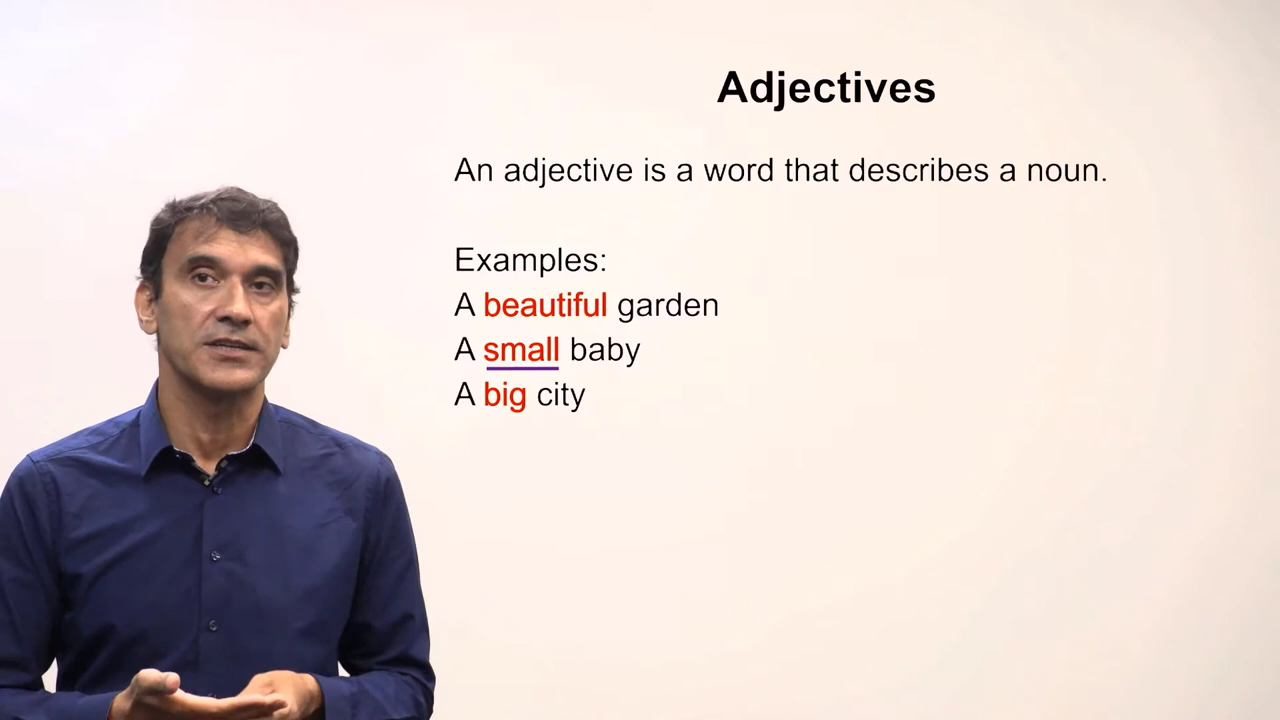 Adjectives
An adjective is a word that describes a noun.
Examples:
A beautiful garden
A small baby
A big city